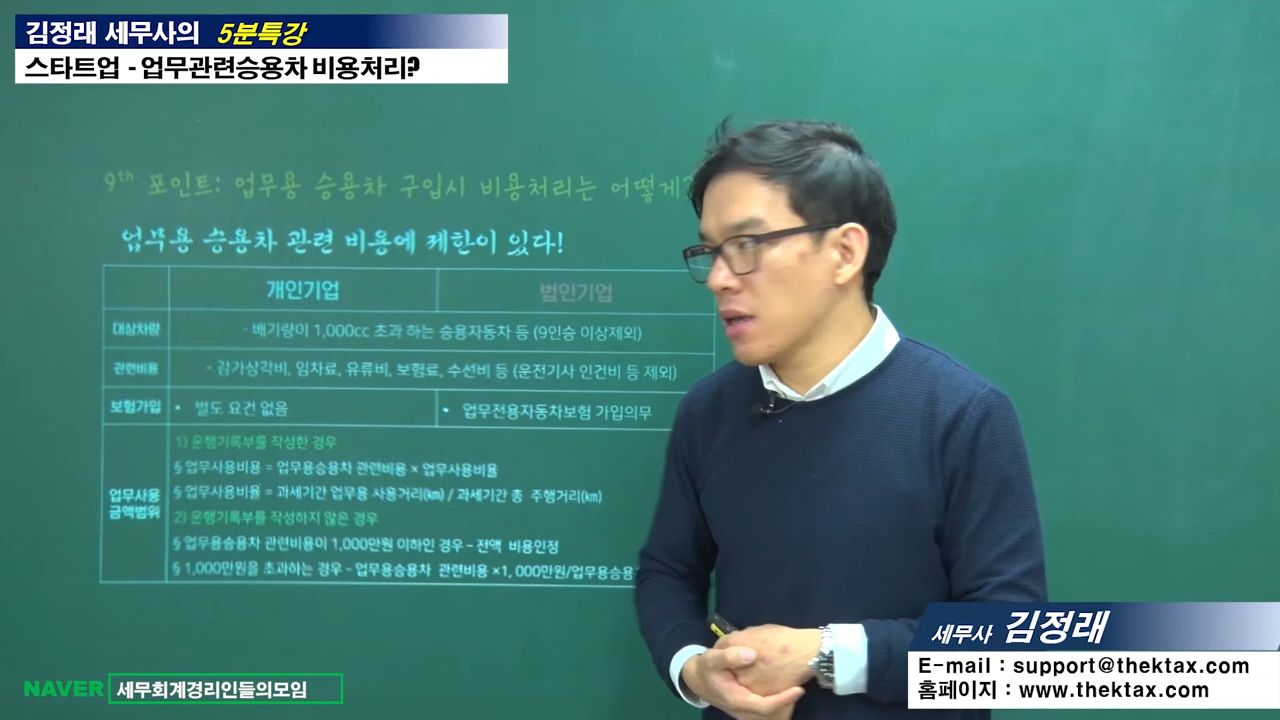 김정래 세무사의 5분특강
스타트업 - 업무관련승용차 비용처리?
9th 포인트: 업무용 승용차 구입시 비용처리는 어떻게?
업무용 승용차 관련 비용에 제한이 있다!
개인기업 법인기업
대상차량 - 배기량이 1,000cc 초과 하는 승용자동차 등 (9인승 이상제외)
관련비용 - 감가상각비, 임차료, 유류비, 보험료, 수선비 등 (운전기사 인건비 등 제외)
보험가입 • 별도 요건 없음 • 업무전용자동차보험 가입의무
업무사용
금액범위
1) 운행기록부를 작성한 경우
§ 업무사용비용 = 업무용승용차 관련비용 × 업무사용비율
§ 업무사용비율 = 과세기간 업무용 사용거리(㎞) / 과세기간 총 주행거리(㎞)
2) 운행기록부를 작성하지 않은 경우
§ 업무용승용차 관련비용이 1,000만원 이하인 경우 – 전액 비용인정
§ 1,000만원을 초과하는 경우 – 업무용승용차 관련비용 ×1, 000만원/업무용승용
세무사 김정래
E-mail : support@thektax.com
홈페이지 : www.thektax.com
NAVER 세무회계경리인들의모임